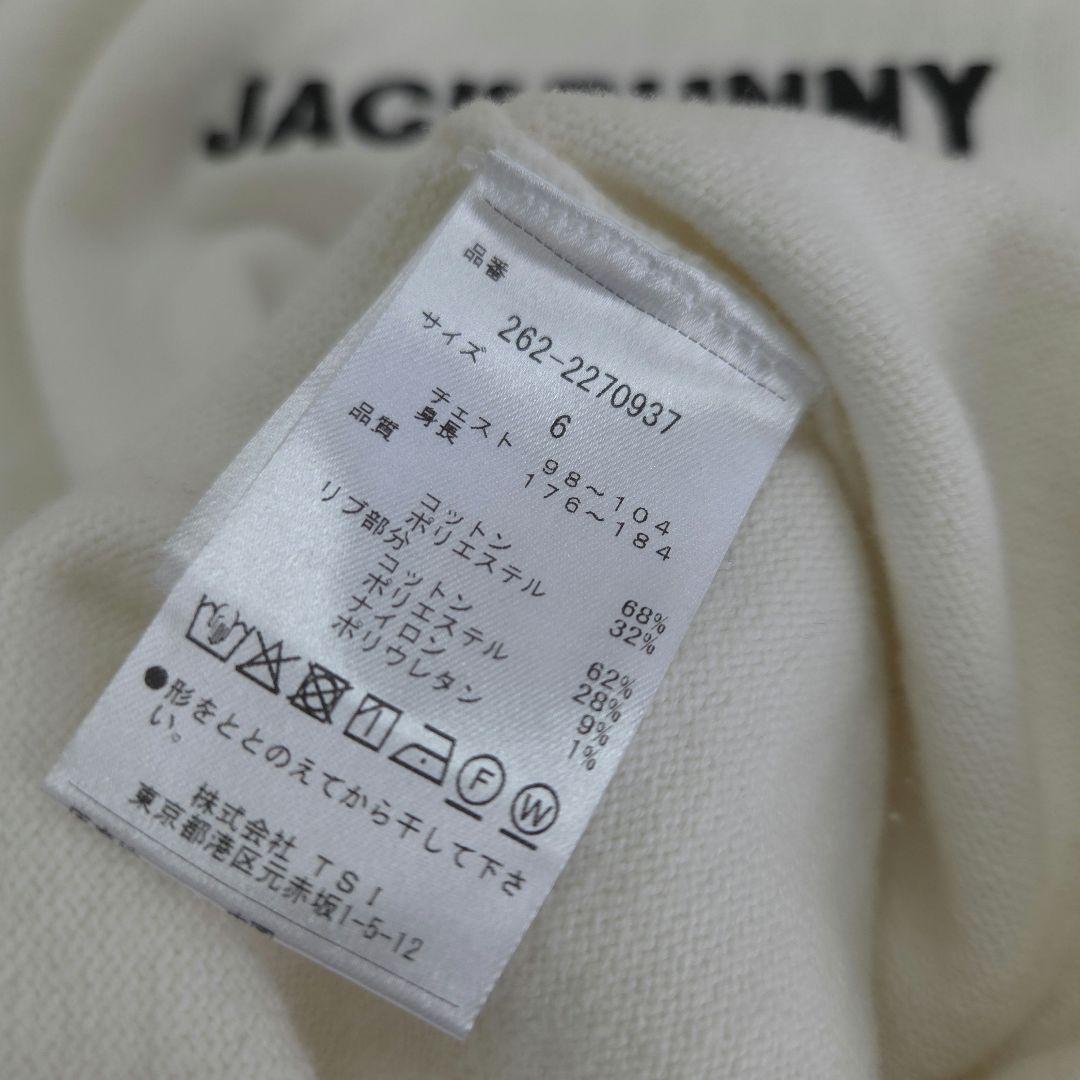 JACK BUNNY
品番
262-2270937
サイズ 6
チェスト 98～104
身長 176～184
品質
コットン 68%
ポリエステル 32%
リブ部分
コットン 62%
ポリエステル 28%
ナイロン 9%
ポリウレタン 1%
F W
●形をととのえてから干して下さ
い。
株式会社 TSI
東京都港区元赤坂1-5-12